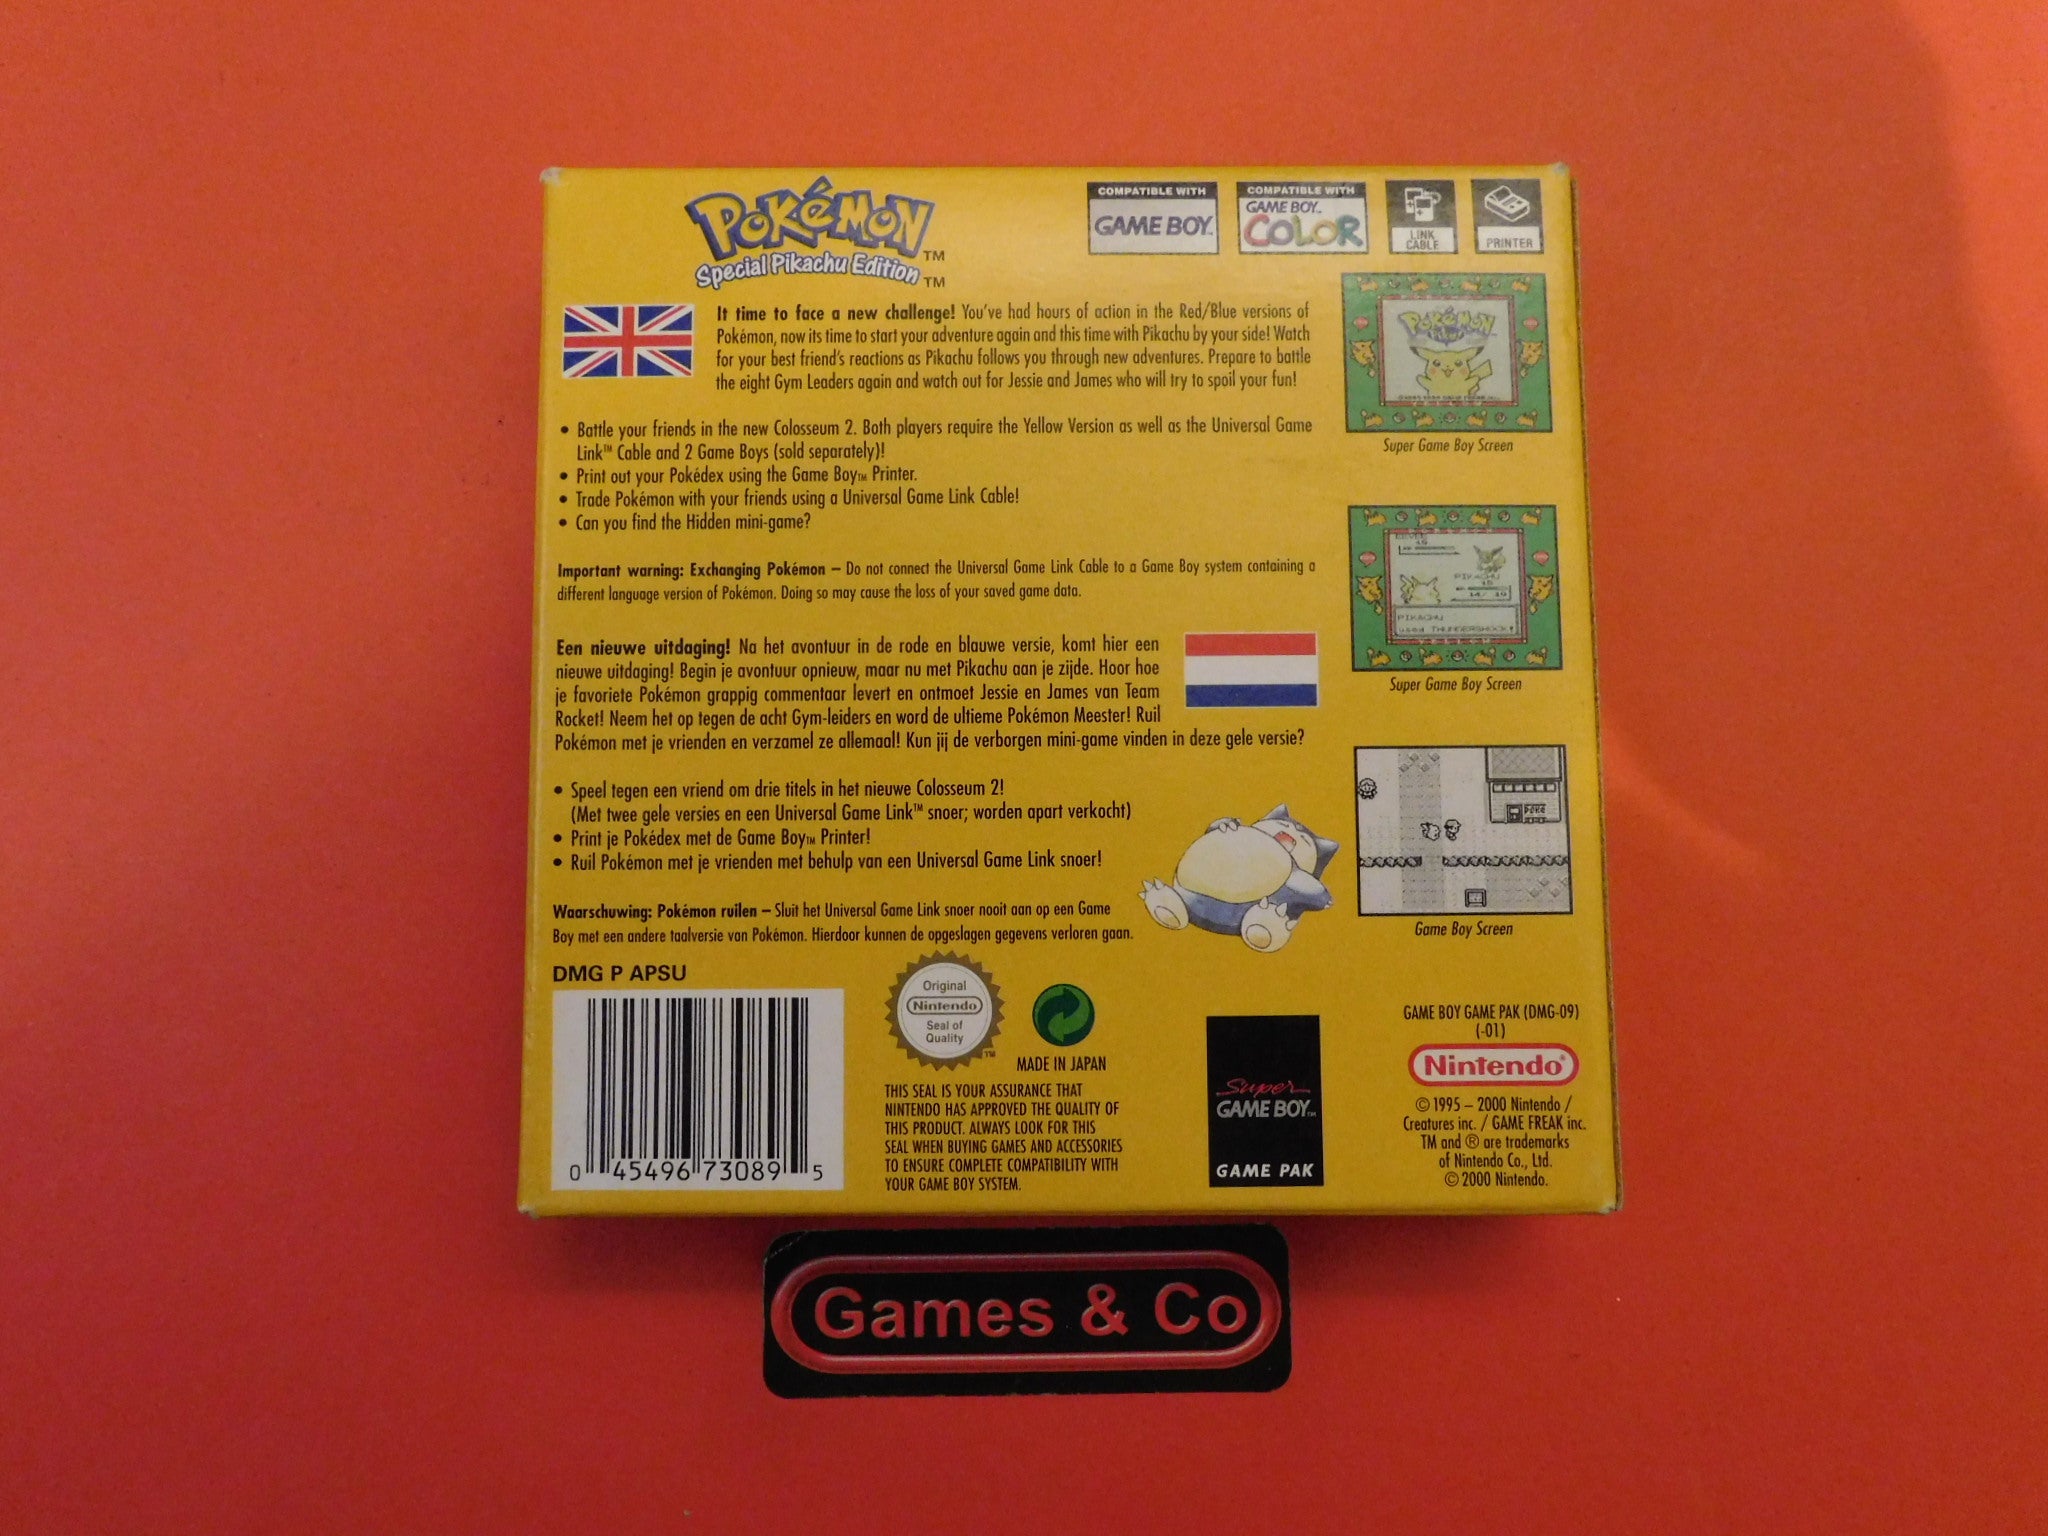 POKéMON™
Special Pikachu Edition™
COMPATIBLE WITH
GAME BOY™
COMPATIBLE WITH
GAME BOY™
COLOR
LINK
CABLE
PRINTER
It time to face a new challenge! You've had hours of action in the Red/Blue versions of
Pokémon, now its time to start your adventure again and this time with Pikachu by your side! Watch
for your best friend's reactions as Pikachu follows you through new adventures. Prepare to battle
the eight Gym Leaders again and watch out for Jessie and James who will try to spoil your fun!
• Battle your friends in the new Colosseum 2. Both players require the Yellow Version as well as the Universal Game
Link™ Cable and 2 Game Boys (sold separately)!
• Print out your Pokédex using the Game Boy™ Printer.
• Trade Pokémon with your friends using a Universal Game Link Cable!
• Can you find the Hidden mini-game?
Important warning: Exchanging Pokémon – Do not connect the Universal Game Link Cable to a Game Boy system containing a
different language version of Pokémon. Doing so may cause the loss of your saved game data.
Een nieuwe uitdaging! Na het avontuur in de rode en blauwe versie, komt hier een
nieuwe uitdaging! Begin je avontuur opnieuw, maar nu met Pikachu aan je zijde. Hoor hoe
je favoriete Pokémon grappig commentaar levert en ontmoet Jessie en James van Team
Rocket! Neem het op tegen de acht Gym-leiders en word de ultieme Pokémon Meester! Ruil
Pokémon met je vrienden en verzamel ze allemaal! Kun jij de verborgen mini-game vinden in deze gele versie?
• Speel tegen een vriend om drie titels in het nieuwe Colosseum 2!
(Met twee gele versies en een Universal Game Link™ snoer; worden apart verkocht)
• Print je Pokédex met de Game Boy™ Printer!
• Ruil Pokémon met je vrienden met behulp van een Universal Game Link snoer!
Waarschuwing: Pokémon ruilen – Sluit het Universal Game Link snoer nooit aan op een Game
Boy met een andere taalversie van Pokémon. Hierdoor kunnen de opgeslagen gegevens verloren gaan.
POKéMON
Super Game Boy Screen
EEVEE
PIKACHU
14/ 19
PIKACHU
used THUNDERSHOCK!
Super Game Boy Screen
POKé
Game Boy Screen
DMG P APSU
0 45496 73089 5
Original
Nintendo
Seal of
Quality
™
MADE IN JAPAN
THIS SEAL IS YOUR ASSURANCE THAT
NINTENDO HAS APPROVED THE QUALITY OF
THIS PRODUCT. ALWAYS LOOK FOR THIS
SEAL WHEN BUYING GAMES AND ACCESSORIES
TO ENSURE COMPLETE COMPATIBILITY WITH
YOUR GAME BOY SYSTEM.
Super
GAME BOY™
GAME PAK
GAME BOY GAME PAK (DMG-09)
(-01)
Nintendo®
© 1995 – 2000 Nintendo /
Creatures inc. / GAME FREAK inc.
TM and ® are trademarks
of Nintendo Co., Ltd.
© 2000 Nintendo.
Games & Co